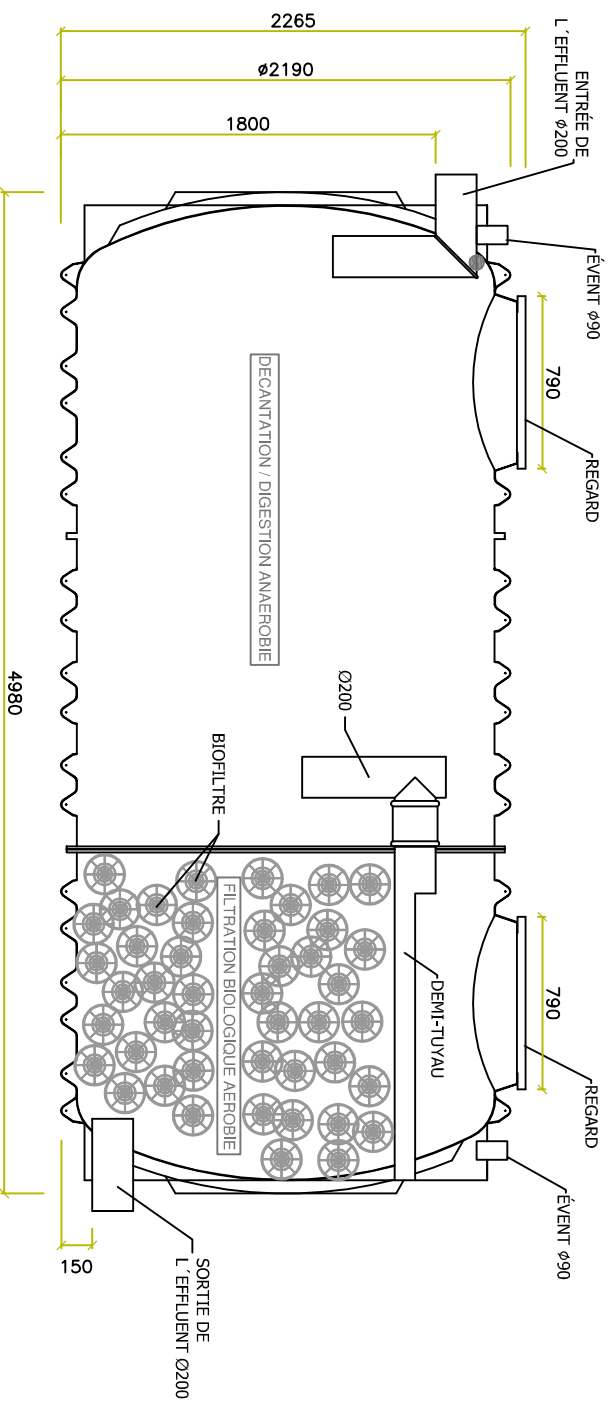 2265
ø2190
1800
ENTRÉE DE
L´EFFLUENT ø200
ÉVENT ø90
790
REGARD
DECANTATION / DIGESTION ANAEROBIE
Ø200
BIOFILTRE
FILTRATION BIOLOGIQUE AEROBIE
DEMI-TUYAU
790
REGARD
ÉVENT ø90
SORTIE DE
L´EFFLUENT Ø200
150
4980